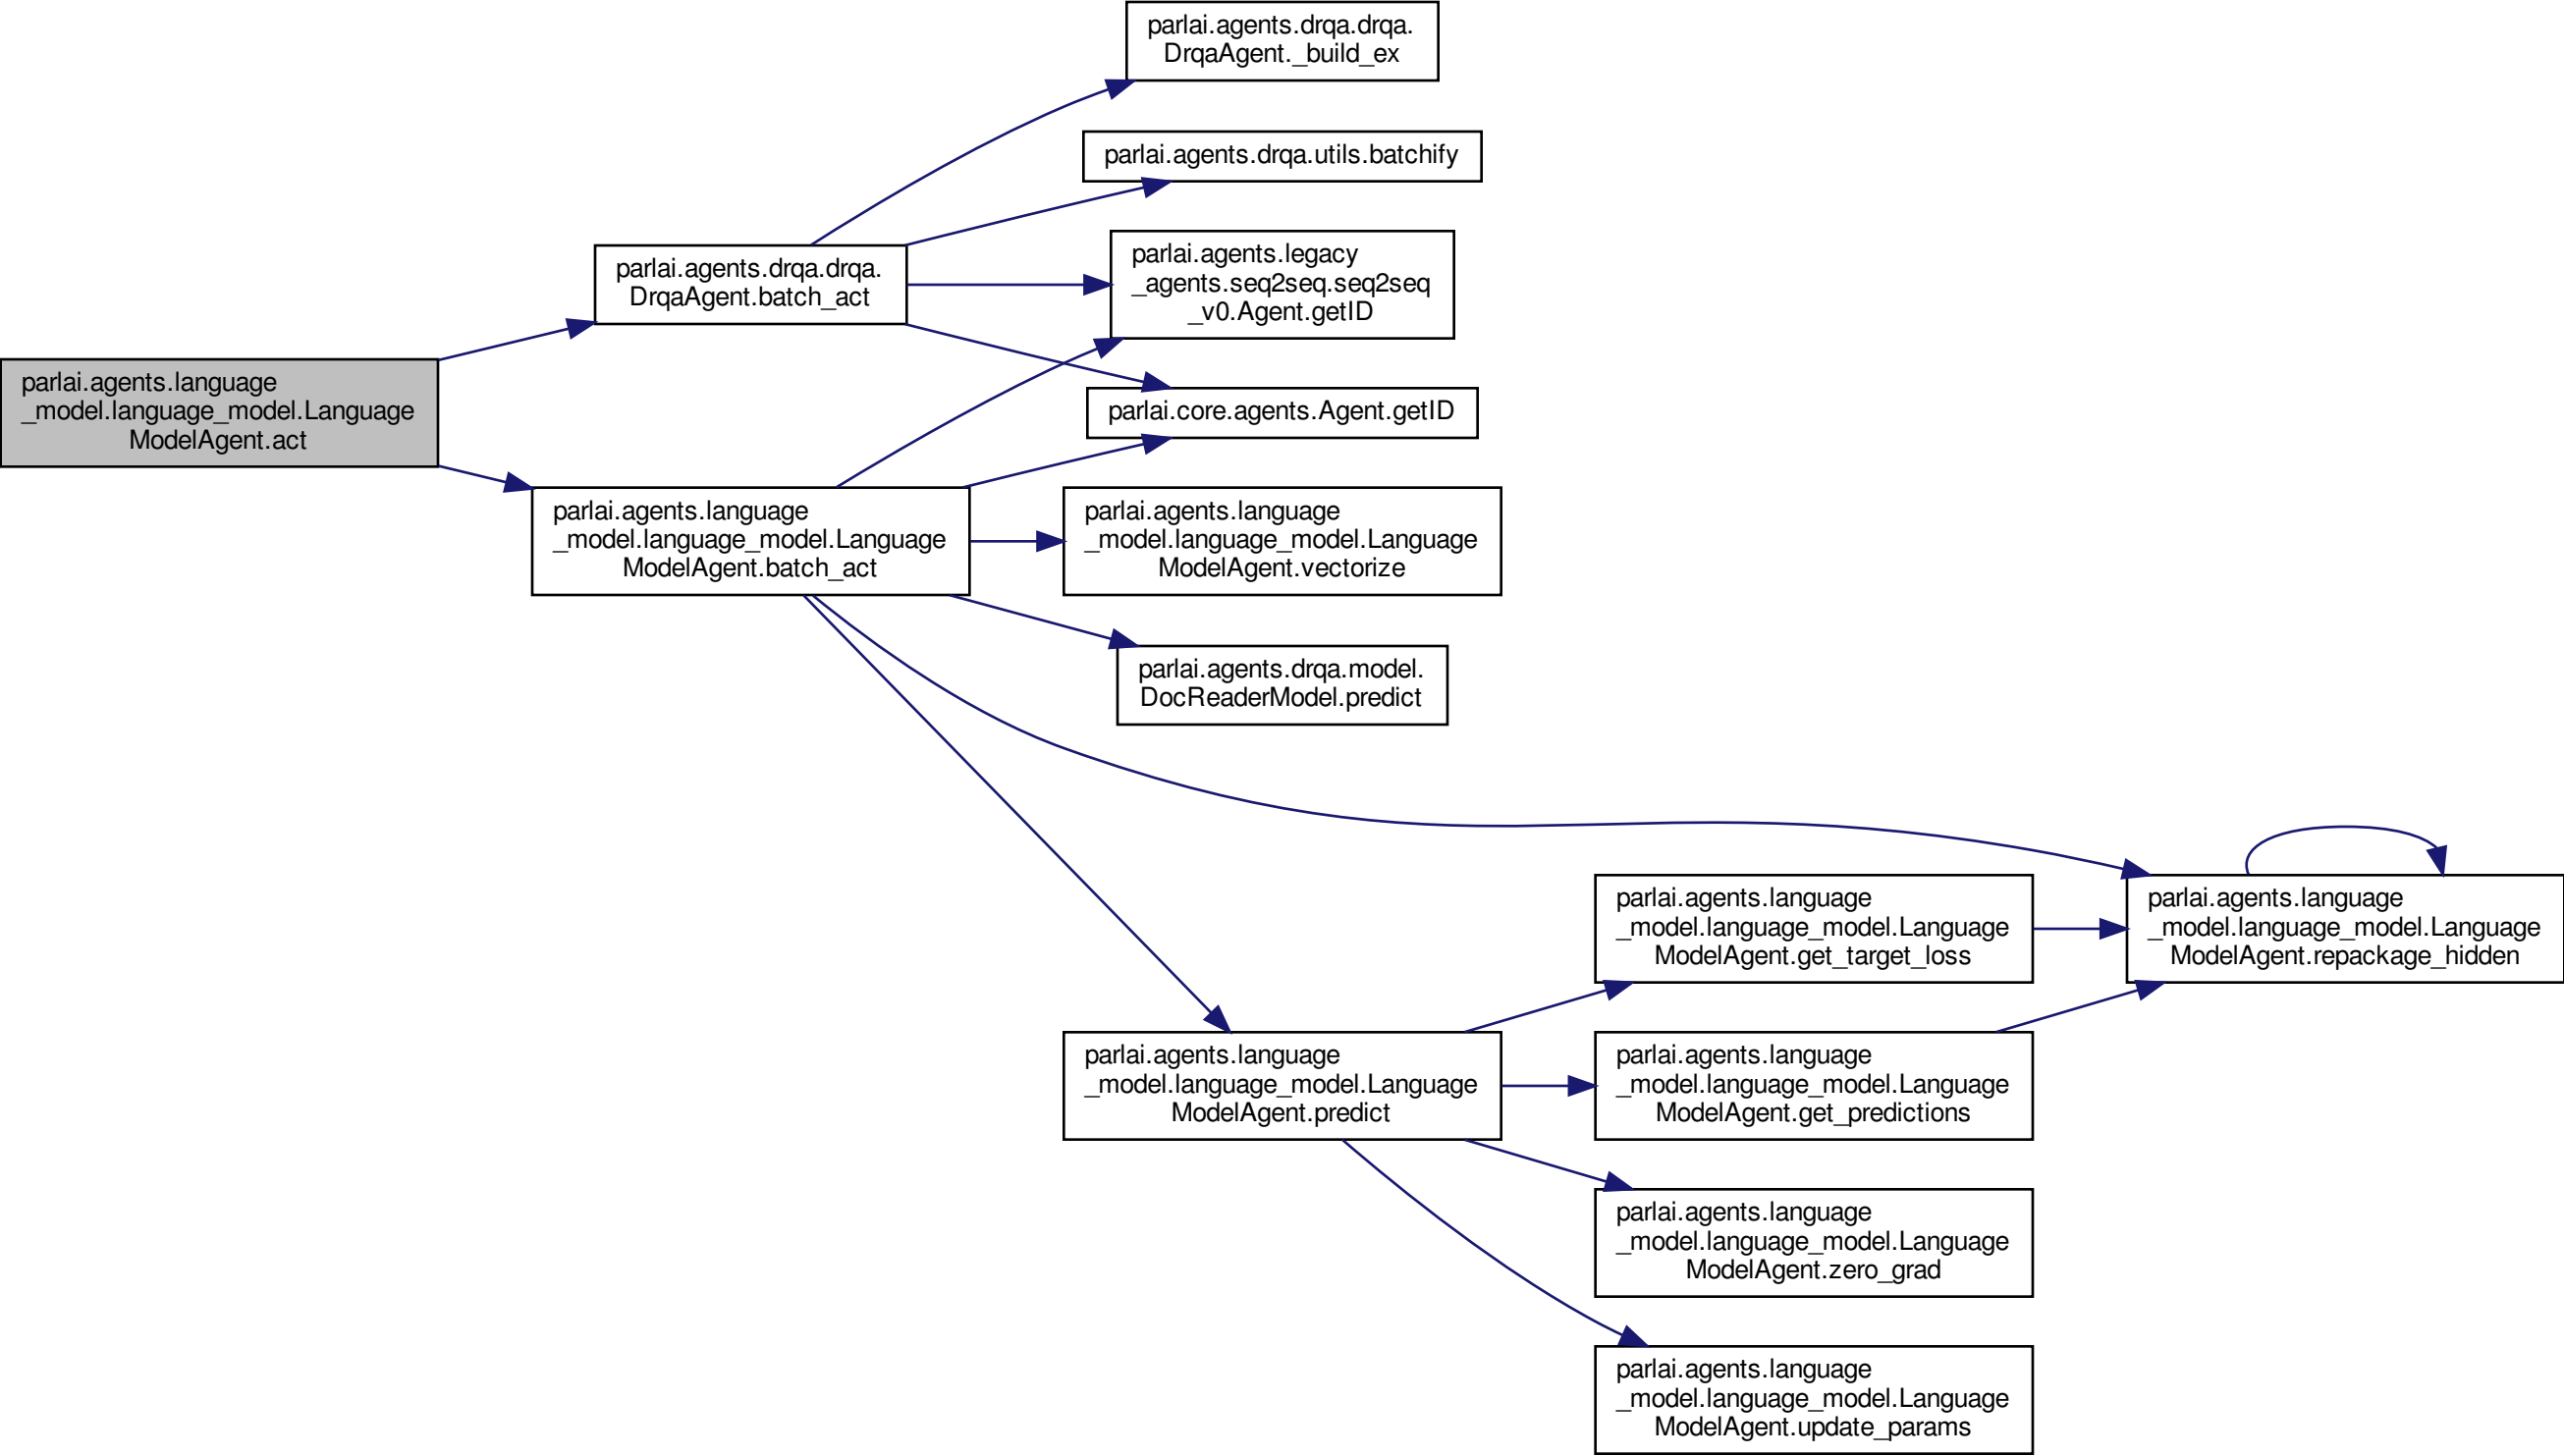 parlai.agents.drqa.drqa.
DrqaAgent._build_ex
parlai.agents.drqa.utils.batchify
parlai.agents.legacy
_agents.seq2seq.seq2seq
_v0.Agent.getID
parlai.agents.drqa.drqa.
DrqaAgent.batch_act
parlai.agents.language
_model.language_model.Language
ModelAgent.act
parlai.core.agents.Agent.getID
parlai.agents.language
_model.language_model.Language
ModelAgent.batch_act
parlai.agents.language
_model.language_model.Language
ModelAgent.vectorize
parlai.agents.drqa.model.
DocReaderModel.predict
parlai.agents.language
_model.language_model.Language
ModelAgent.get_target_loss
parlai.agents.language
_model.language_model.Language
ModelAgent.repackage_hidden
parlai.agents.language
_model.language_model.Language
ModelAgent.predict
parlai.agents.language
_model.language_model.Language
ModelAgent.get_predictions
parlai.agents.language
_model.language_model.Language
ModelAgent.zero_grad
parlai.agents.language
_model.language_model.Language
ModelAgent.update_params